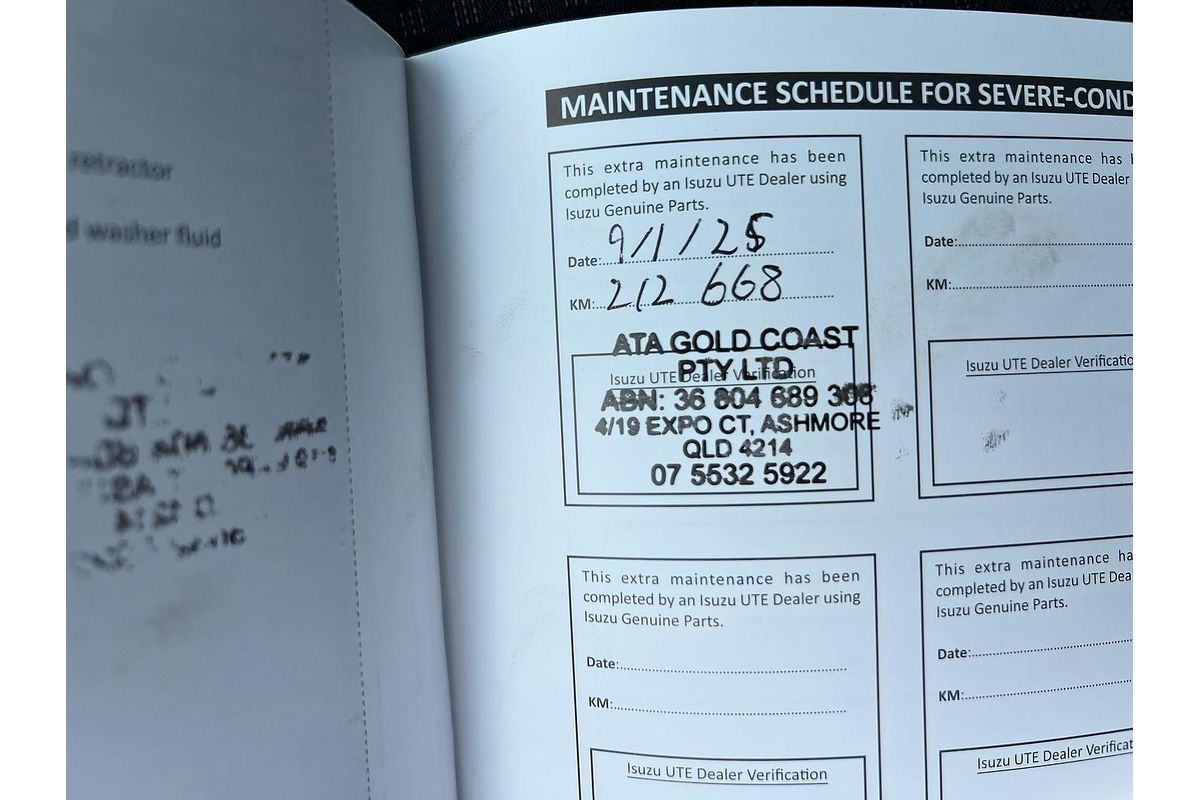 retractor
washer fluid
MAINTENANCE SCHEDULE FOR SEVERE-COND
This extra maintenance has been
completed by an Isuzu UTE Dealer using
Isuzu Genuine Parts.
Date: 9/1/25
KM: 212 668
ATA GOLD COAST
PTY LTD
Isuzu UTE Dealer Verification
ABN: 36 804 689 308
4/19 EXPO CT, ASHMORE
QLD 4214
07 5532 5922
This extra maintenance has
completed by an Isuzu UTE Dealer
Isuzu Genuine Parts.
Date:
KM:
Isuzu UTE Dealer Verificatio
This extra maintenance has been
completed by an Isuzu UTE Dealer using
Isuzu Genuine Parts.
Date:
KM:
Isuzu UTE Dealer Verification
This extra maintenance ha
completed by an Isuzu UTE Dea
Isuzu Genuine Parts.
Date:
KM:
Isuzu UTE Dealer Verificat